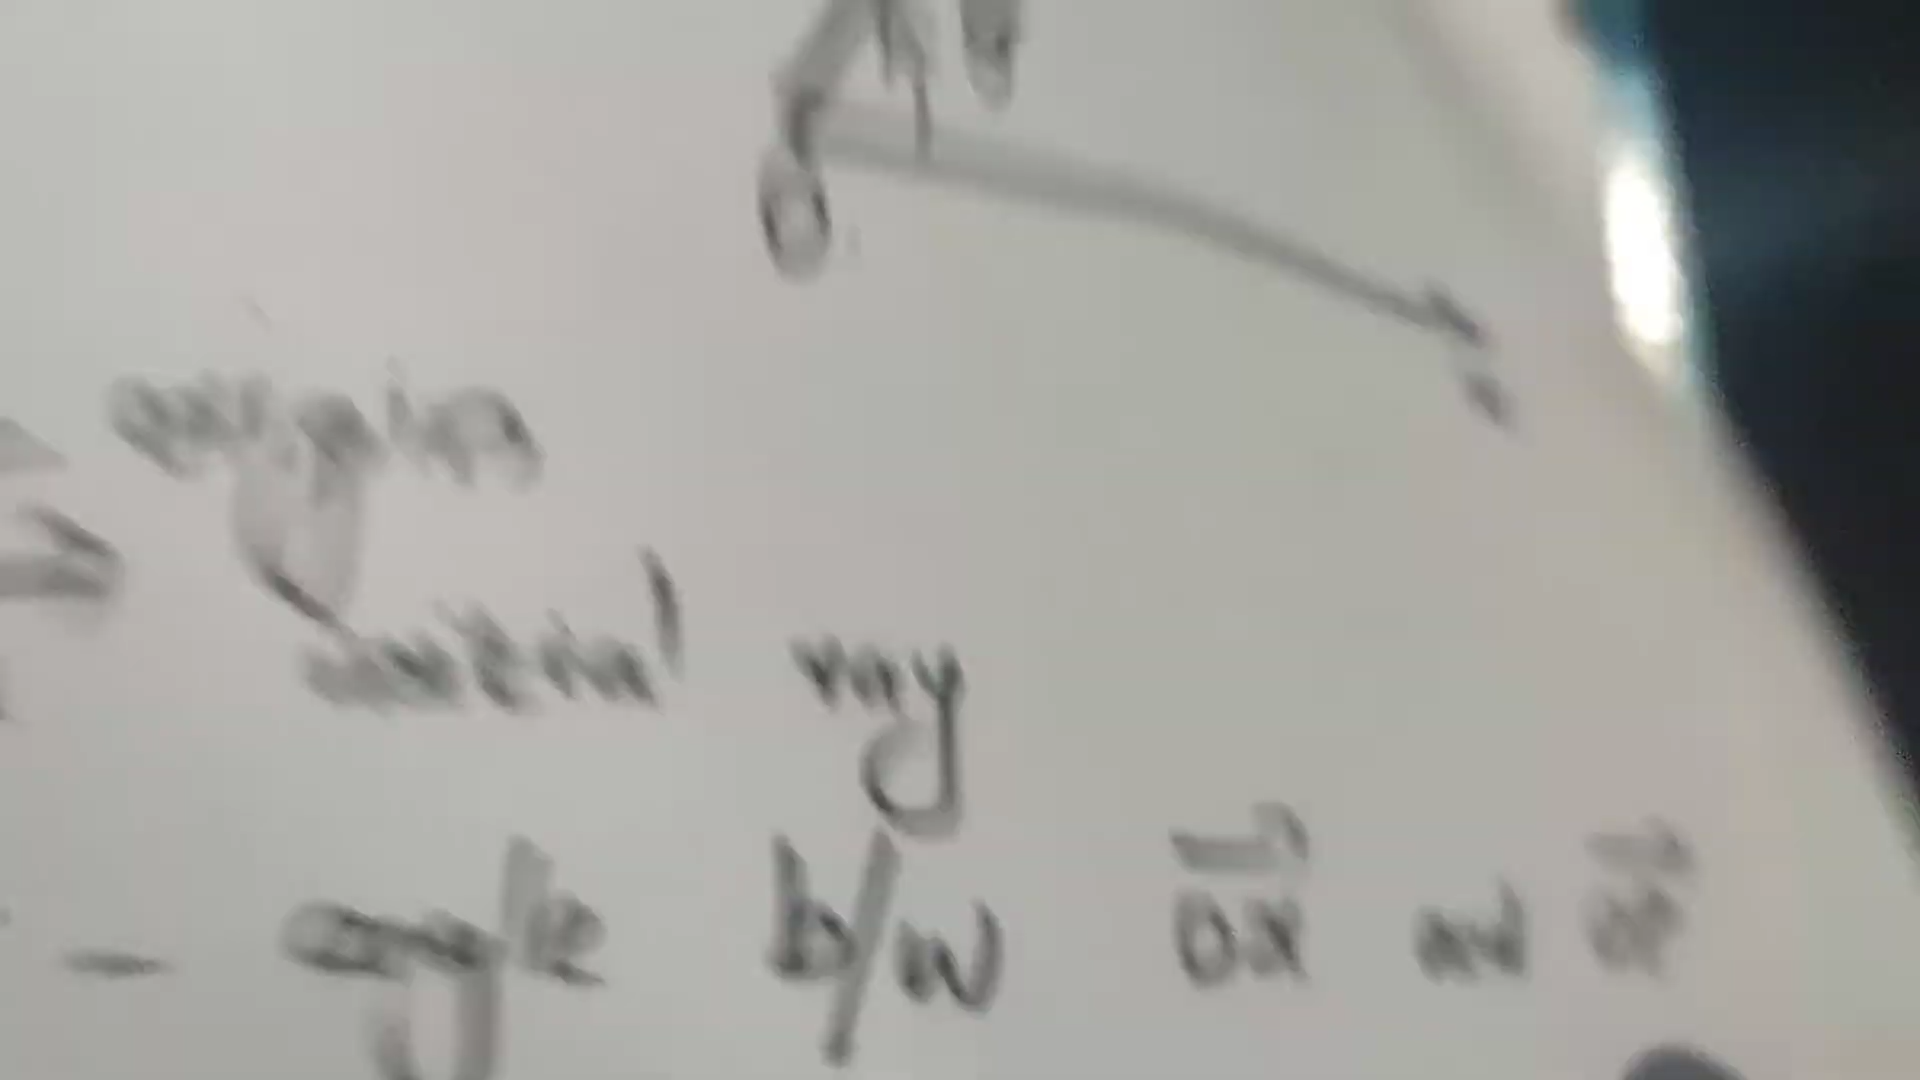 O
x
→ origin
initial ray
- angle b/w OX and